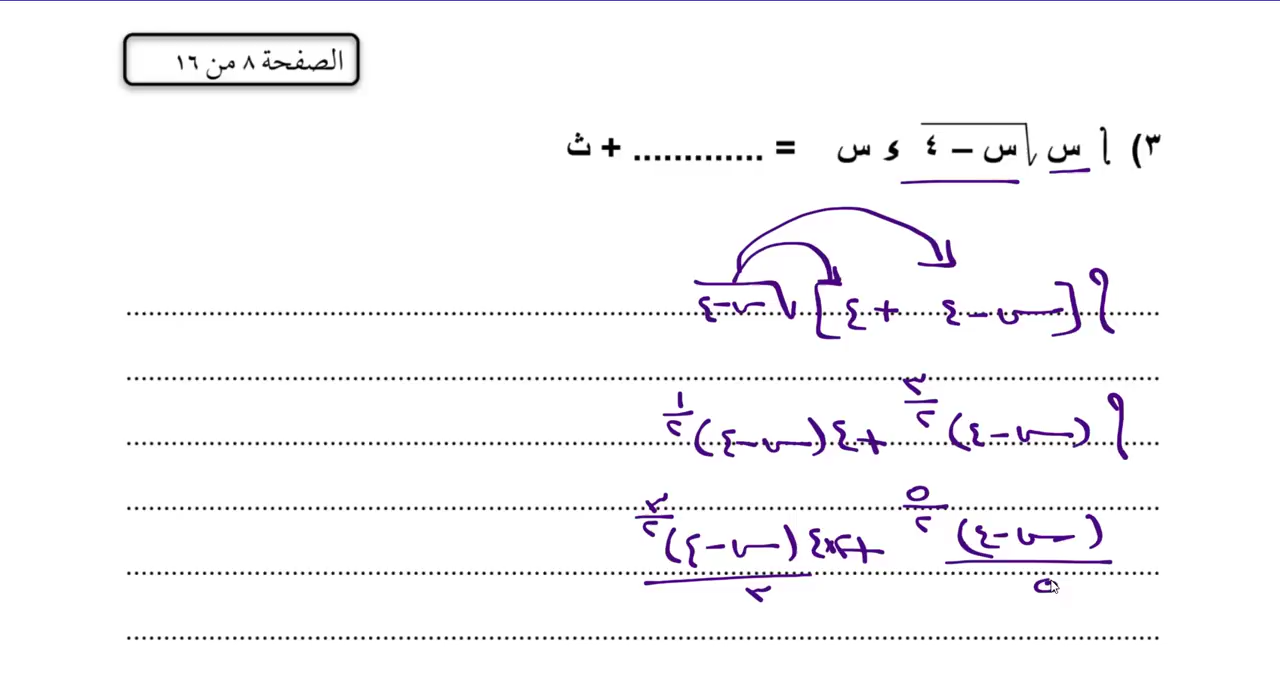 الصفحة ٨ من ١٦
٣) ⌠ س √(س − ٤) ء س = ............. + ث
⌠ [س − ٤ + ٤] √(س − ٤)
⌠ (س − ٤)^(٣/٢) + ٤(س − ٤)^(١/٢)
(س − ٤)^(٥/٢) / ٥ + ٢×٤(س − ٤)^(٣/٢) / ٣